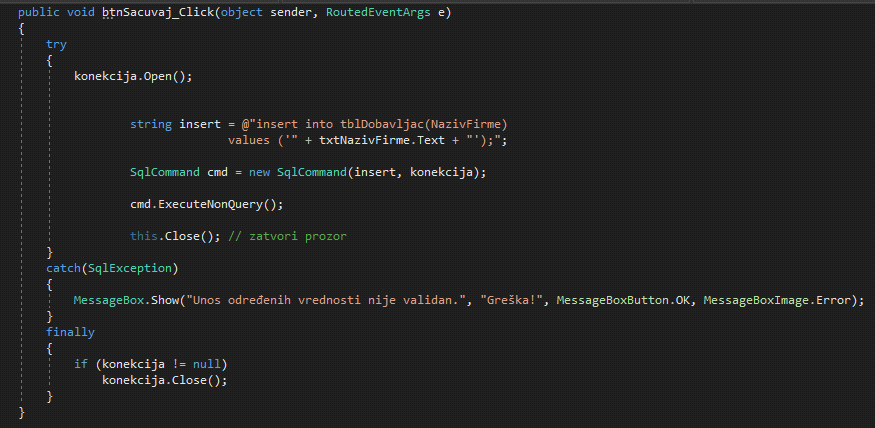 public void btnSacuvaj_Click(object sender, RoutedEventArgs e)
{
try
{
konekcija.Open();
string insert = @"insert into tblDobavljac(NazivFirme)
values ('" + txtNazivFirme.Text + "');";
SqlCommand cmd = new SqlCommand(insert, konekcija);
cmd.ExecuteNonQuery();
this.Close(); // zatvori prozor
}
catch(SqlException)
{
MessageBox.Show("Unos određenih vrednosti nije validan.", "Greška!", MessageBoxButton.OK, MessageBoxImage.Error);
}
finally
{
if (konekcija != null)
konekcija.Close();
}
}